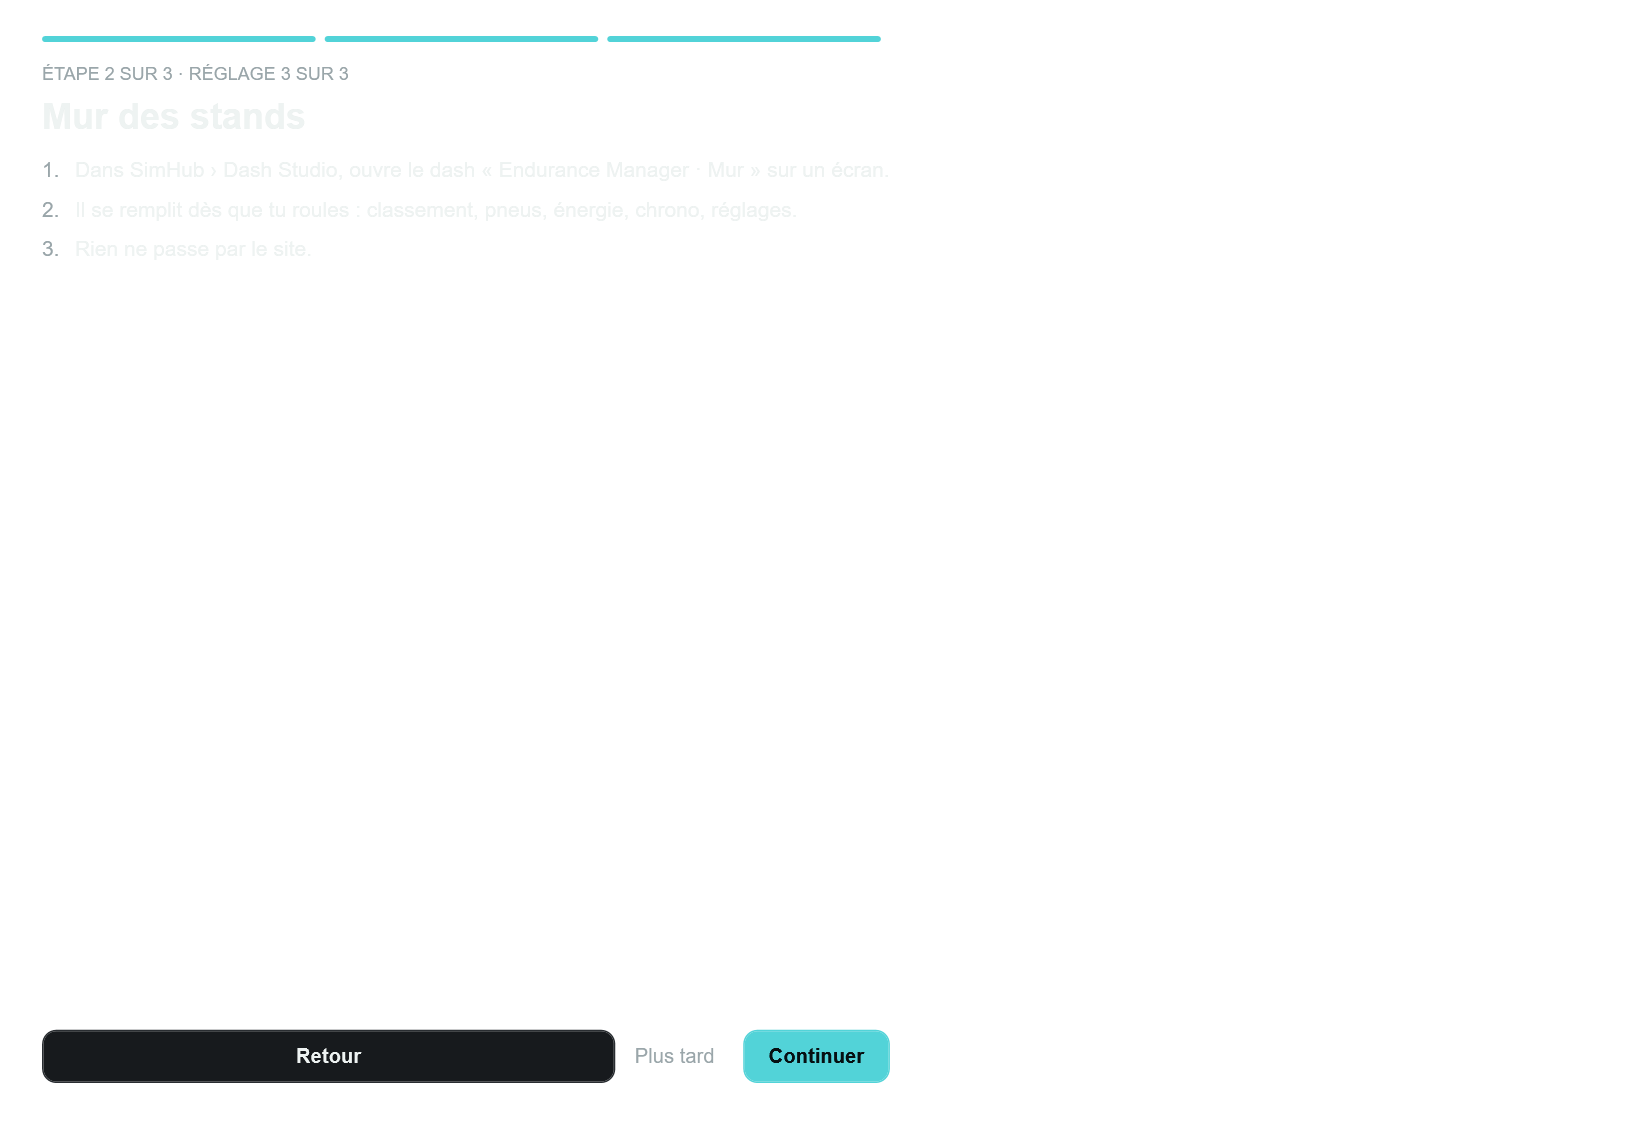 ÉTAPE 2 SUR 3 · RÉGLAGE 3 SUR 3
Mur des stands
1. Dans SimHub › Dash Studio, ouvre le dash « Endurance Manager · Mur » sur un écran.
2. Il se remplit dès que tu roules : classement, pneus, énergie, chrono, réglages.
3. Rien ne passe par le site.
Retour
Plus tard
Continuer